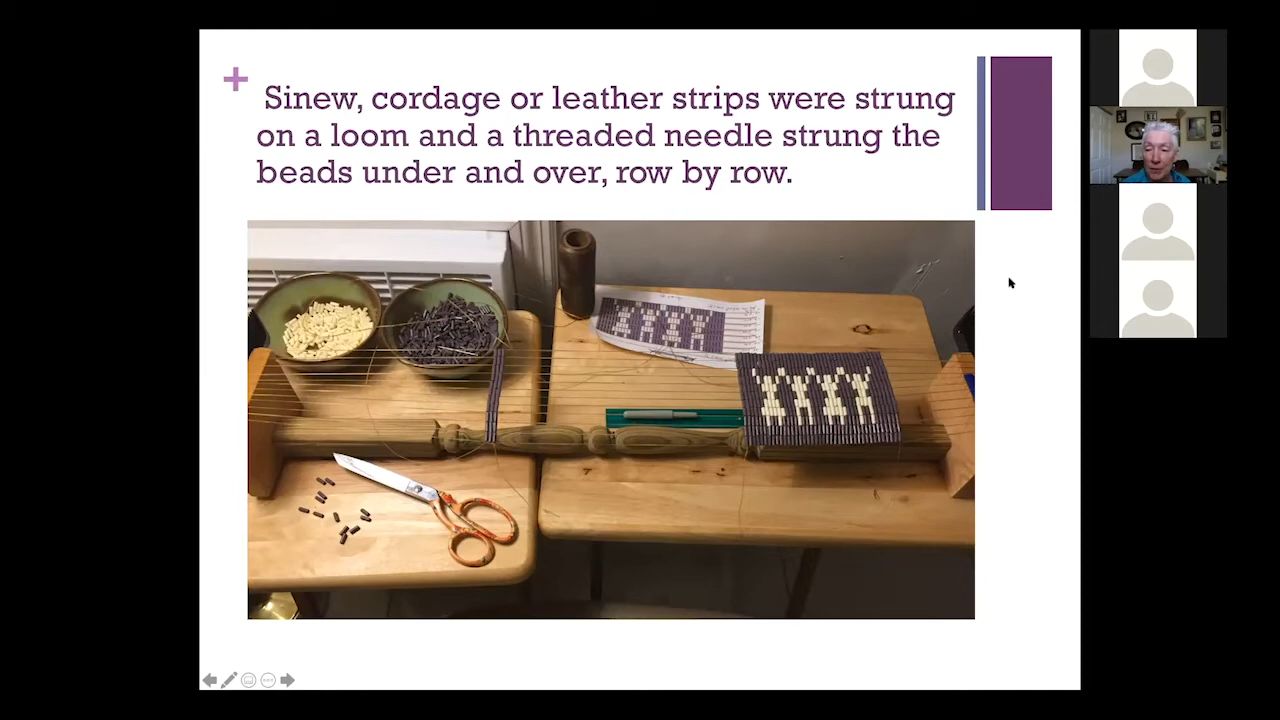 Sinew, cordage or leather strips were strung
on a loom and a threaded needle strung the
beads under and over, row by row.